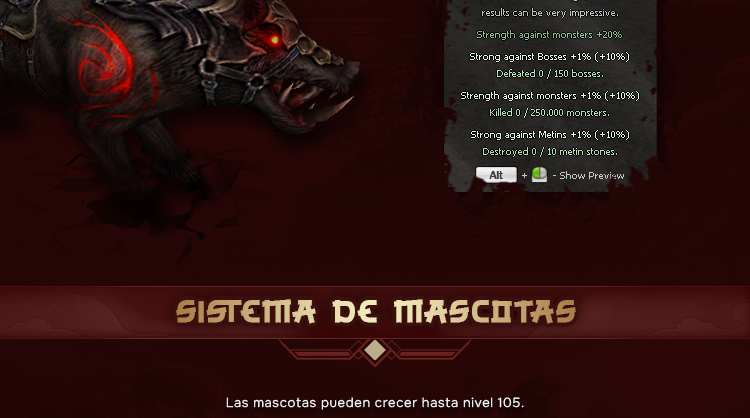 results can be very impressive.
Strength against monsters +20%
Strong against Bosses +1% (+10%)
Defeated 0 / 150 bosses.
Strength against monsters +1% (+10%)
Killed 0 / 250.000 monsters.
Strong against Metins +1% (+10%)
Destroyed 0 / 10 metin stones.
Alt + - Show Preview
SISTEMA DE MASCOTAS
Las mascotas pueden crecer hasta nivel 105.